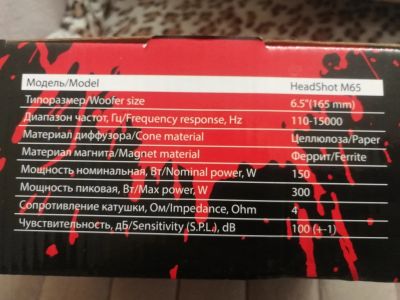 Модель/Model HeadShot M65
Типоразмер/Woofer size 6.5"(165 mm)
Диапазон частот, Гц/Frequency response, Hz 110-15000
Материал диффузора/Cone material Целлюлоза/Paper
Материал магнита/Magnet material Феррит/Ferrite
Мощность номинальная, Вт/Nominal power, W 150
Мощность пиковая, Вт/Max power, W 300
Сопротивление катушки, Ом/Impedance, Ohm 4
Чувствительность, дБ/Sensitivity (S.P.L.), dB 100 (+-1)